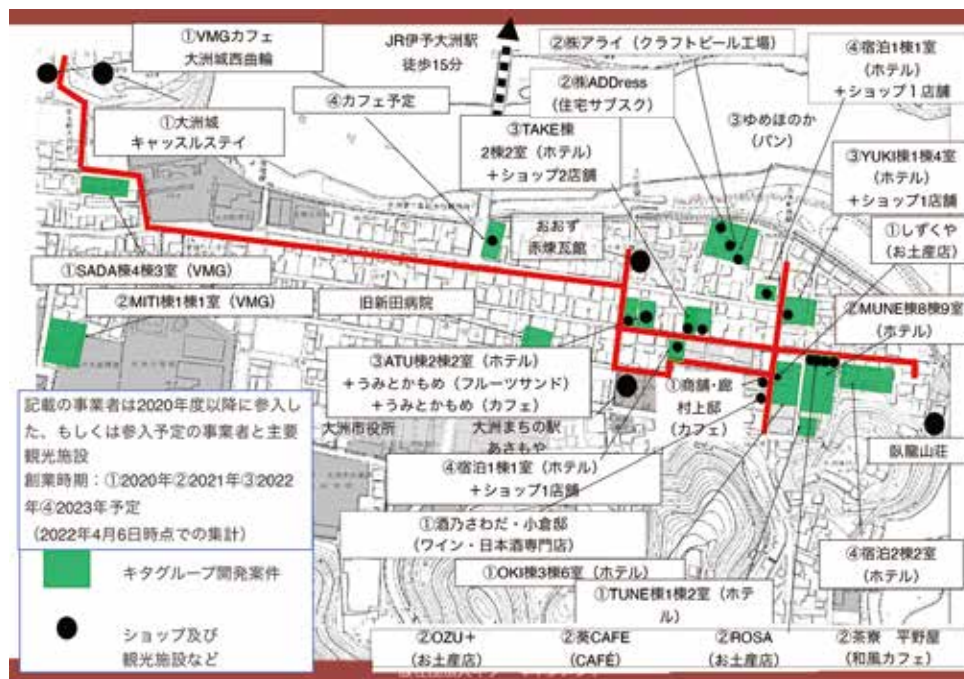 ①VMGカフェ
大洲城西曲輪
JR伊予大洲駅
徒歩15分
②㈱アライ（クラフトビール工場）
④宿泊1棟1室
（ホテル）
＋ショップ１店舗
②㈱ADDress
（住宅サブスク）
④カフェ予定
①大洲城
キャッスルステイ
③TAKE棟
2棟2室（ホテル）
＋ショップ2店舗
③ゆめほのか
（パン）
③YUKI棟1棟4室
（ホテル）
＋ショップ1店舗
おおず
赤煉瓦館
①しずくや
（お土産店）
①SADA棟4棟3室（VMG）
②MITI棟1棟1室（VMG）
旧新田病院
②MUNE棟8棟9室
（ホテル）
③ATU棟2棟2室（ホテル）
＋うみとかもめ（フルーツサンド）
＋うみとかもめ（カフェ）
①商舗・廊
村上邸
（カフェ）
記載の事業者は2020年度以降に参入し
た、もしくは参入予定の事業者と主要
観光施設
創業時期：①2020年②2021年③2022
年④2023年予定
（2022年4月6日時点での集計）
大洲市役所
大洲まちの駅
あさもや
臥龍山荘
④宿泊1棟1室（ホテル）
＋ショップ1店舗
①酒乃さわだ・小倉邸
（ワイン・日本酒専門店）
④宿泊2棟2室
（ホテル）
①OKI棟3棟6室（ホテル）
①TUNE棟1棟2室（ホテ
ル）
キタグループ開発案件
ショップ及び
観光施設など
②OZU＋
（お土産店）
②葵CAFE
（CAFÉ）
②ROSA
（お土産店）
②茶寮　平野屋
（和風カフェ）